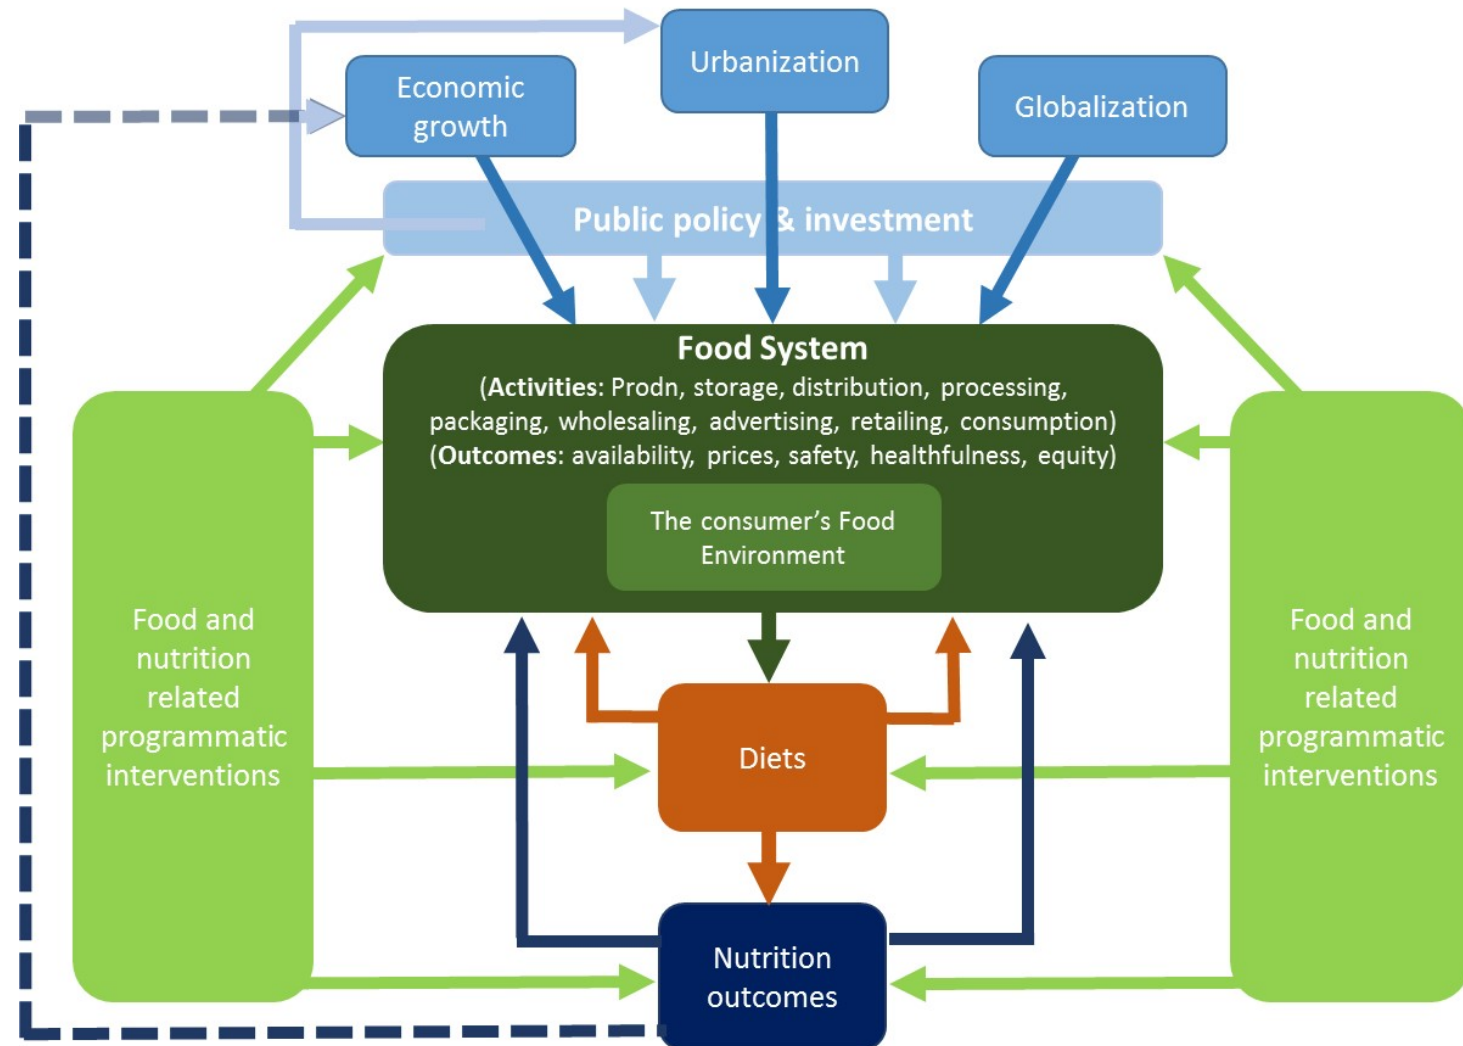 Economic
growth
Urbanization
Globalization
Public policy & investment
Food System
(Activities: Prodn, storage, distribution, processing,
packaging, wholesaling, advertising, retailing, consumption)
(Outcomes: availability, prices, safety, healthfulness, equity)
The consumer’s Food
Environment
Food and
nutrition
related
programmatic
interventions
Diets
Nutrition
outcomes
Food and
nutrition
related
programmatic
interventions